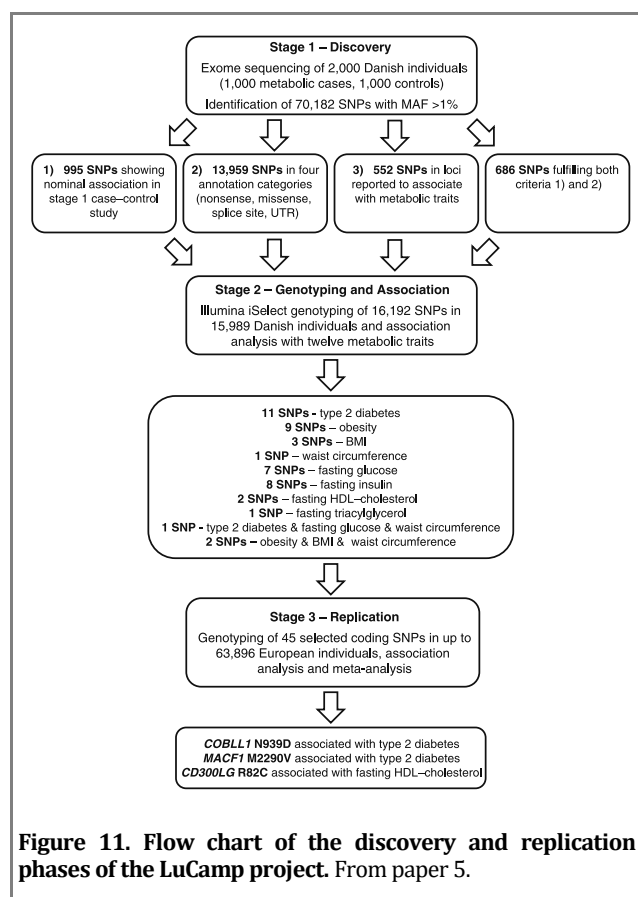 Stage 1 – Discovery
Exome sequencing of 2,000 Danish individuals
(1,000 metabolic cases, 1,000 controls)
Identification of 70,182 SNPs with MAF >1%
1) 995 SNPs showing
nominal association in
stage 1 case–control
study
2) 13,959 SNPs in four
annotation categories
(nonsense, missense,
splice site, UTR)
3) 552 SNPs in loci
reported to associate
with metabolic traits
686 SNPs fulfilling both
criteria 1) and 2)
Stage 2 – Genotyping and Association
Illumina iSelect genotyping of 16,192 SNPs in
15,989 Danish individuals and association
analysis with twelve metabolic traits
11 SNPs - type 2 diabetes
9 SNPs – obesity
3 SNPs – BMI
1 SNP – waist circumference
7 SNPs – fasting glucose
8 SNPs – fasting insulin
2 SNPs – fasting HDL–cholesterol
1 SNP – fasting triacylglycerol
1 SNP - type 2 diabetes & fasting glucose & waist circumference
2 SNPs – obesity & BMI & waist circumference
Stage 3 – Replication
Genotyping of 45 selected coding SNPs in up to
63,896 European individuals, association
analysis and meta-analysis
COBLL1 N939D associated with type 2 diabetes
MACF1 M2290V associated with type 2 diabetes
CD300LG R82C associated with fasting HDL–cholesterol
Figure 11. Flow chart of the discovery and replication
phases of the LuCamp project. From paper 5.